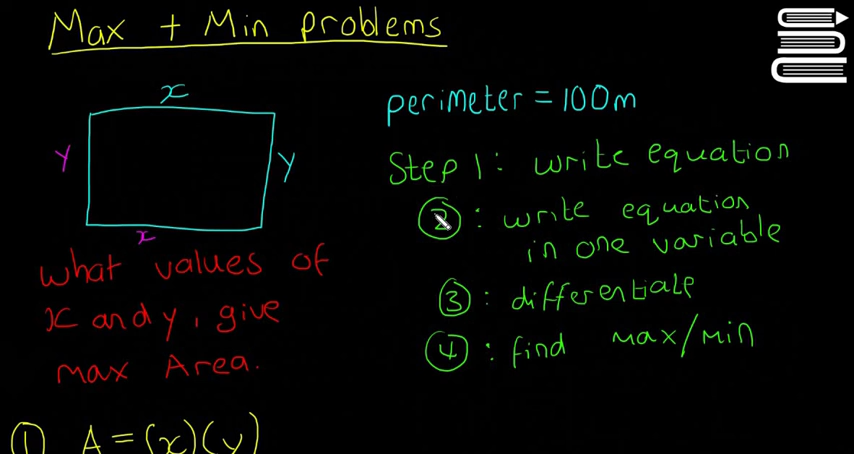 Max + Min problems
x
y
y
x
perimeter = 100m
Step 1: write equation
②: write equation
in one variable
③: differentiate
④: find max/Min
what values of
x and y, give
max Area.
① A = (x)(y)